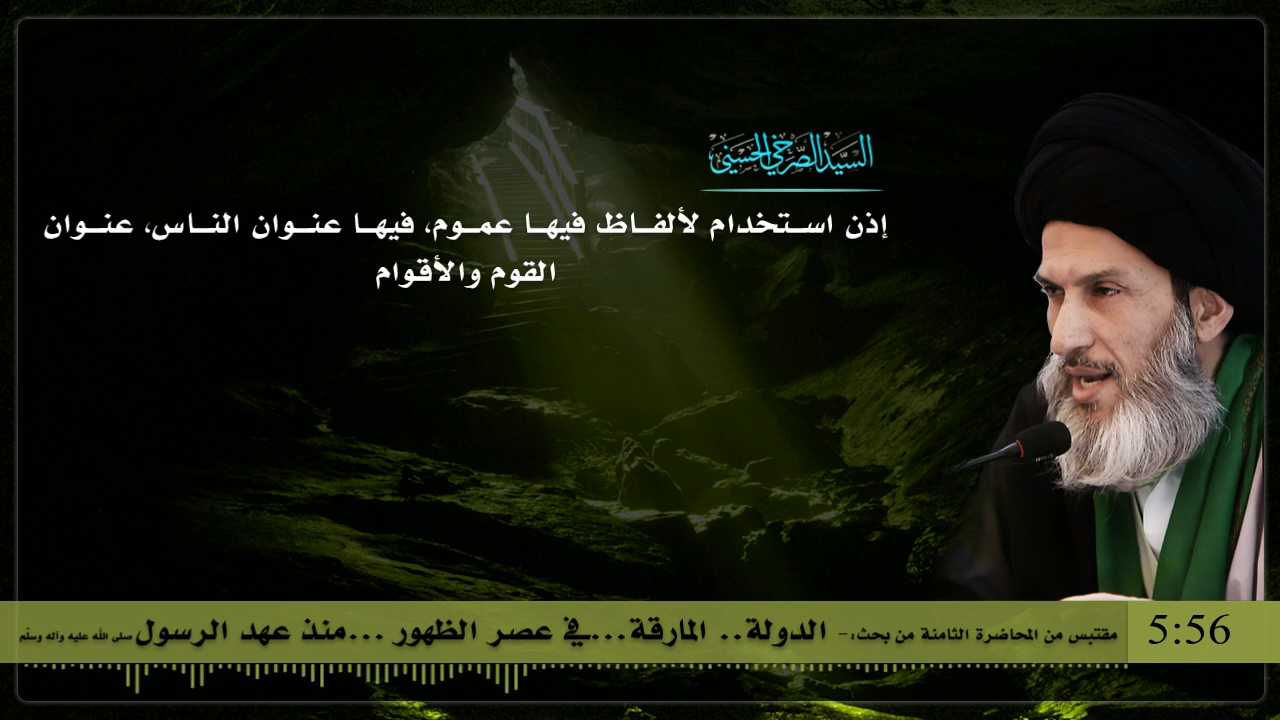 السيد الصرخي الحسني
إذن استخدام لألفاظ فيها عموم، فيها عنوان الناس، عنوان
القوم والأقوام
مقتبس من المحاضرة الثامنة من بحث:- الدولة.. المارقة...في عصر الظهور ...منذ عهد الرسول صلى الله عليه وآله وسلم
5:56